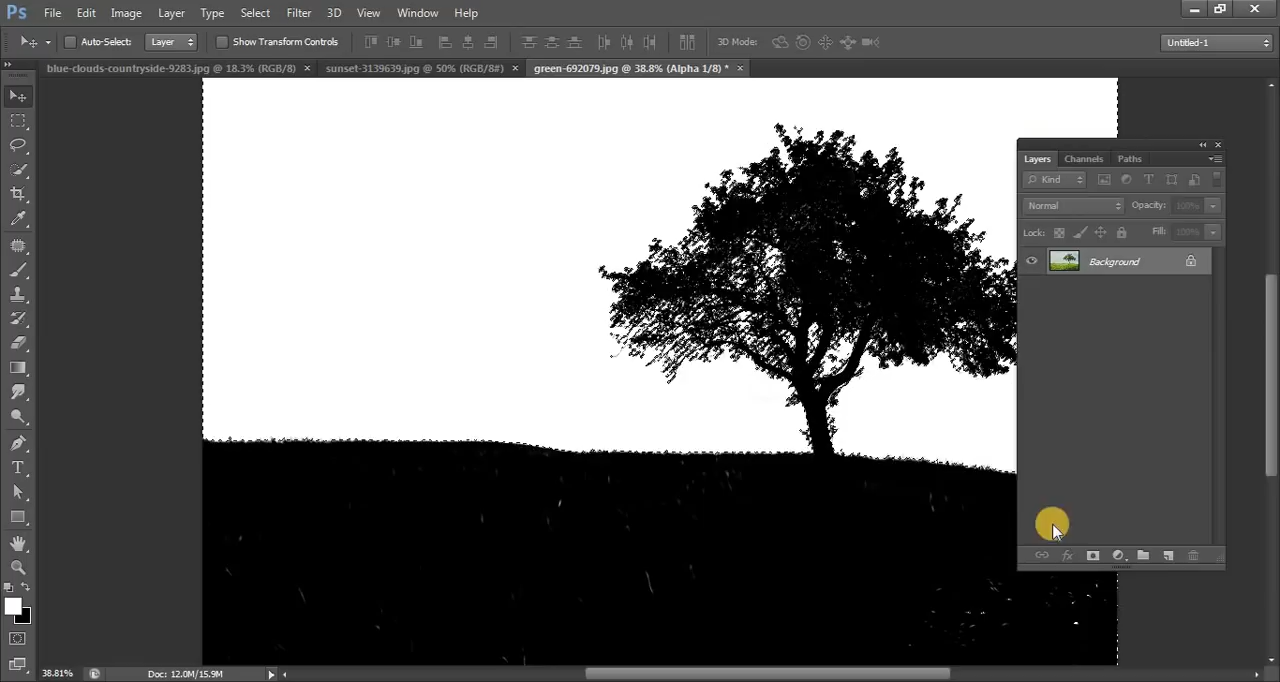 Ps File Edit Image Layer Type Select Filter 3D View Window Help
Auto-Select: Layer Show Transform Controls 3D Mode: Untitled-1
blue-clouds-countryside-9283.jpg @ 18.3% (RGB/8) × sunset-3139639.jpg @ 50% (RGB/8#) × green-692079.jpg @ 38.8% (Alpha 1/8) * ×
Layers Channels Paths
Kind
Normal Opacity: 100%
Lock: Fill: 100%
Background
fx
38.81% Doc: 12.0M/15.9M